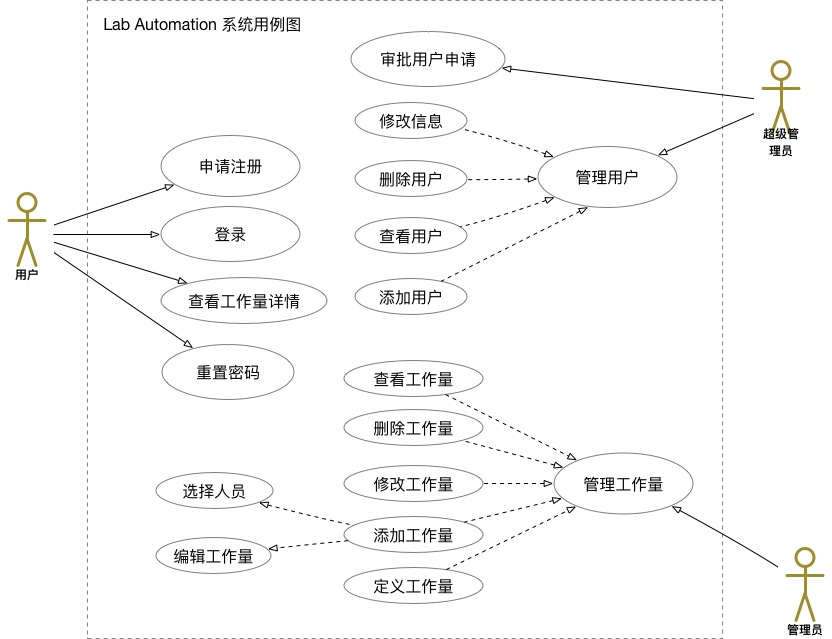 Lab Automation 系统用例图
审批用户申请
修改信息
超级管
理员
申请注册
删除用户
管理用户
登录
查看用户
用户
查看工作量详情
添加用户
重置密码
查看工作量
删除工作量
选择人员
修改工作量
管理工作量
添加工作量
编辑工作量
定义工作量
管理员